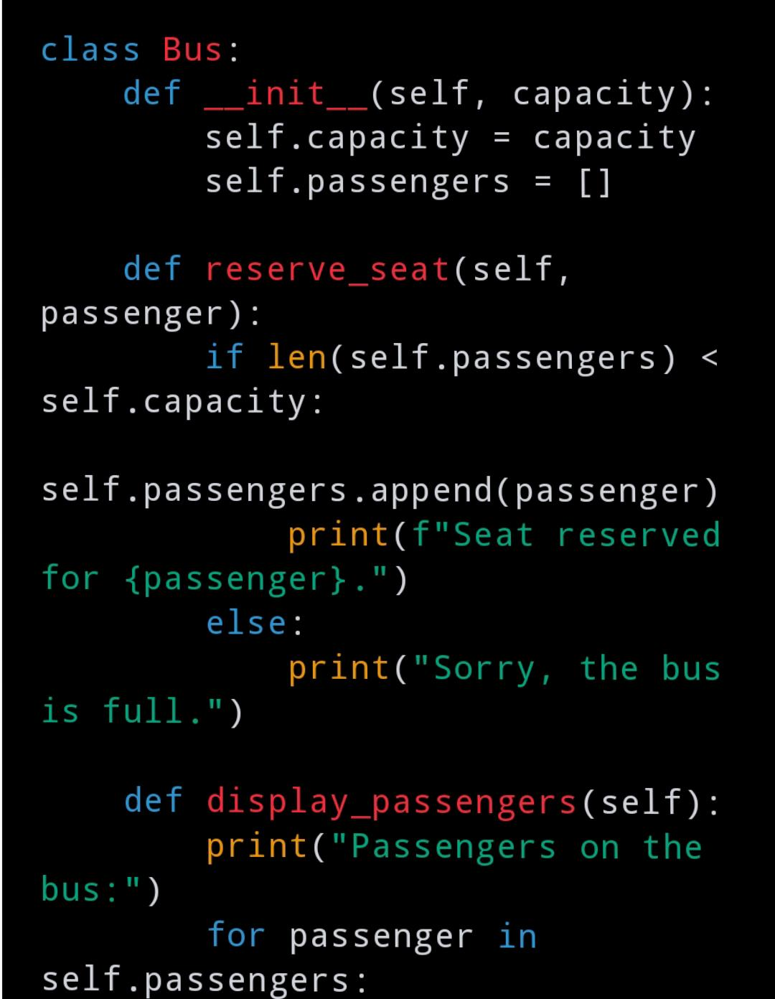 class Bus:
    def __init__(self, capacity):
        self.capacity = capacity
        self.passengers = []

    def reserve_seat(self,
passenger):
        if len(self.passengers) <
self.capacity:

self.passengers.append(passenger)
            print(f"Seat reserved
for {passenger}.")
        else:
            print("Sorry, the bus
is full.")

    def display_passengers(self):
        print("Passengers on the
bus:")
        for passenger in
self.passengers: